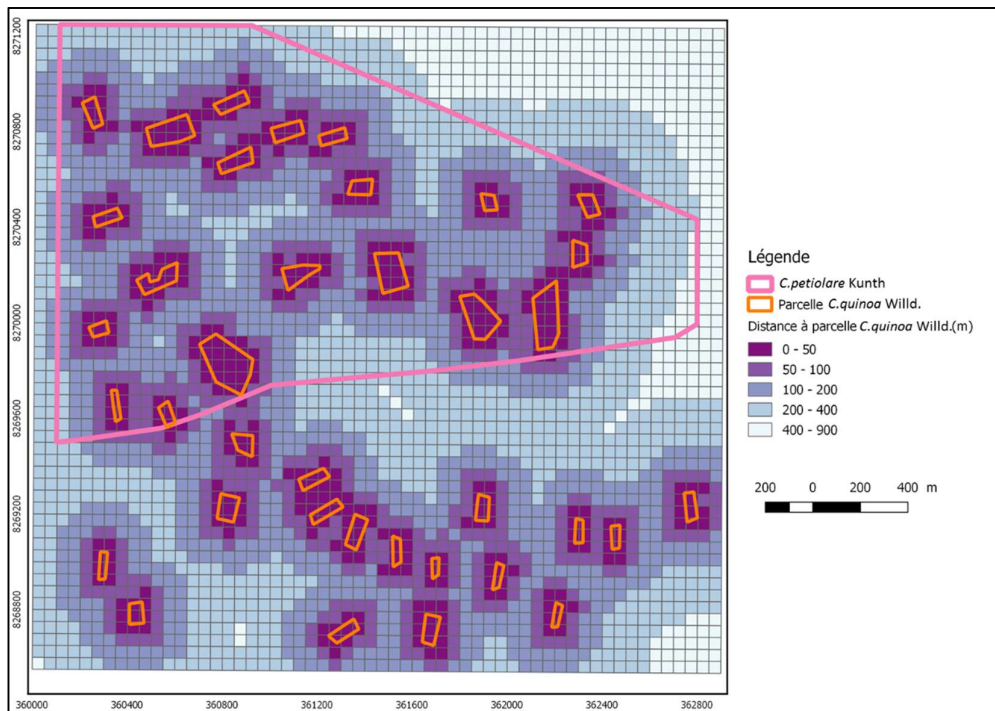 8271200
8270800
8270400
8270000
8269600
8269200
8268800
360000 360400 360800 361200 361600 362000 362400 362800
Légende
C.petiolare Kunth
Parcelle C.quinoa Willd.
Distance à parcelle C.quinoa Willd.(m)
0 - 50
50 - 100
100 - 200
200 - 400
400 - 900
200 0 200 400 m